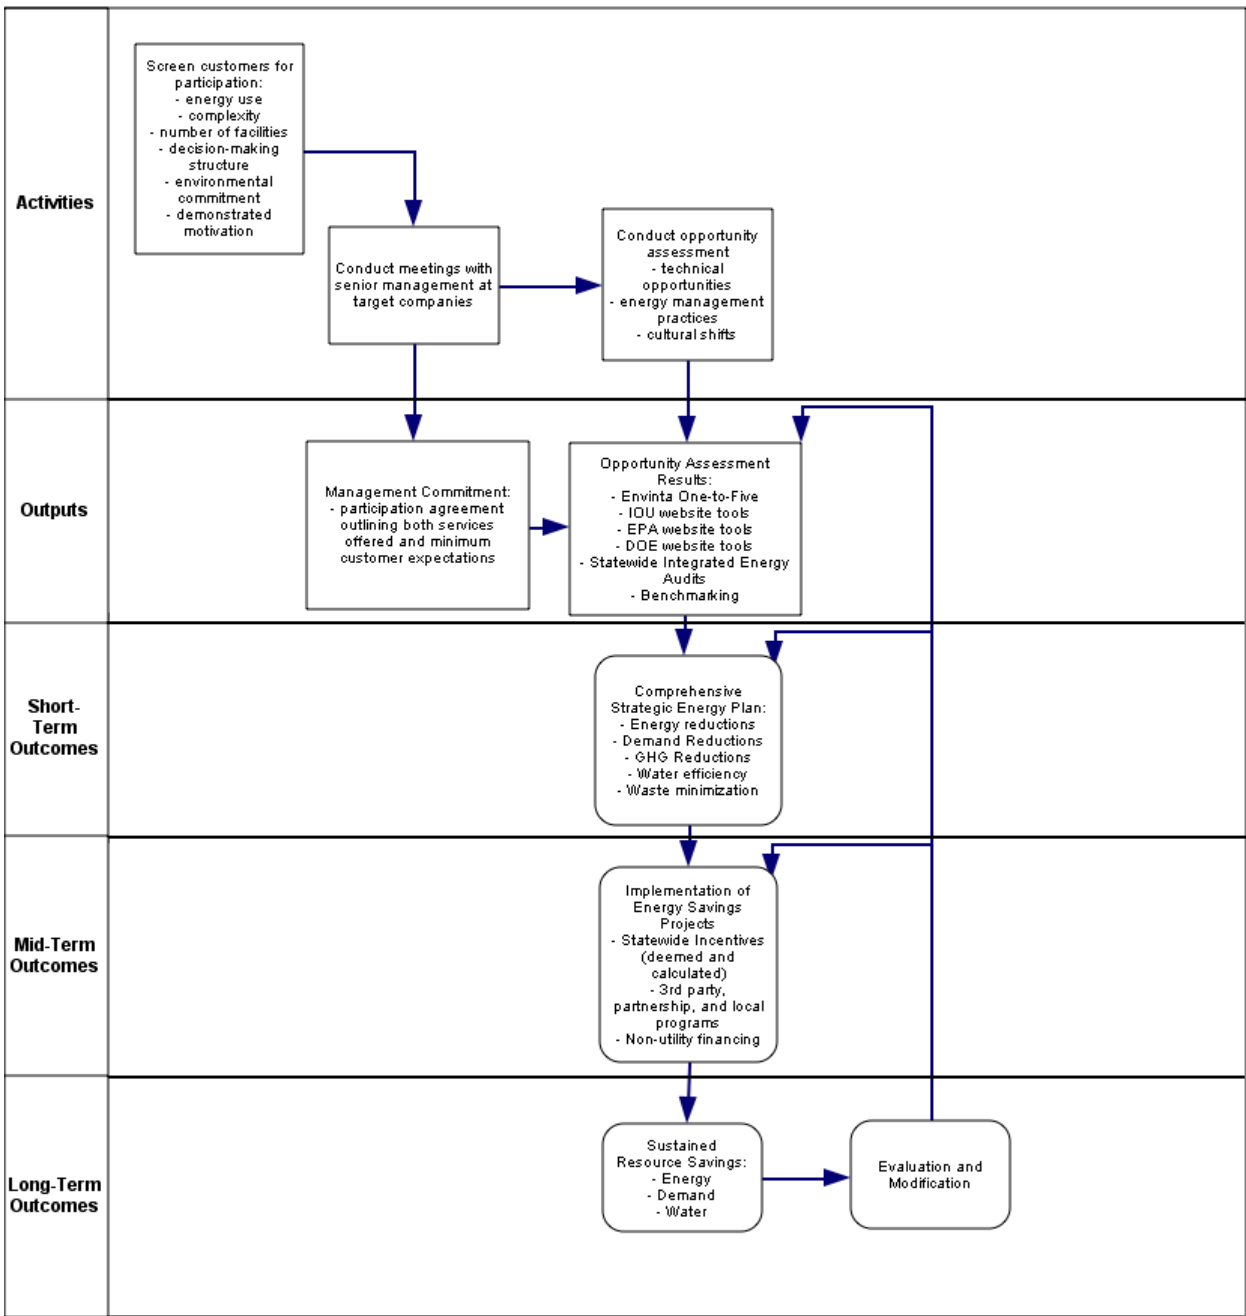 Activities
Screen customers for
participation:
- energy use
- complexity
- number of facilities
- decision-making
structure
- environmental
commitment
- demonstrated
motivation
Conduct meetings with
senior management at
target companies
Conduct opportunity
assessment
- technical
opportunities
- energy management
practices
- cultural shifts
Outputs
Management Commitment:
- participation agreement
outlining both services
offered and minimum
customer expectations
Opportunity Assessment
Results:
- Envinta One-to-Five
- IOU website tools
- EPA website tools
- DOE website tools
- Statewide Integrated Energy
Audits
- Benchmarking
Short-
Term
Outcomes
Comprehensive
Strategic Energy Plan:
- Energy reductions
- Demand Reductions
- GHG Reductions
- Water efficiency
- Waste minimization
Mid-Term
Outcomes
Implementation of
Energy Savings
Projects
- Statewide Incentives
(deemed and
calculated)
- 3rd party,
partnership, and local
programs
- Non-utility financing
Long-Term
Outcomes
Sustained
Resource Savings:
- Energy
- Demand
- Water
Evaluation and
Modification